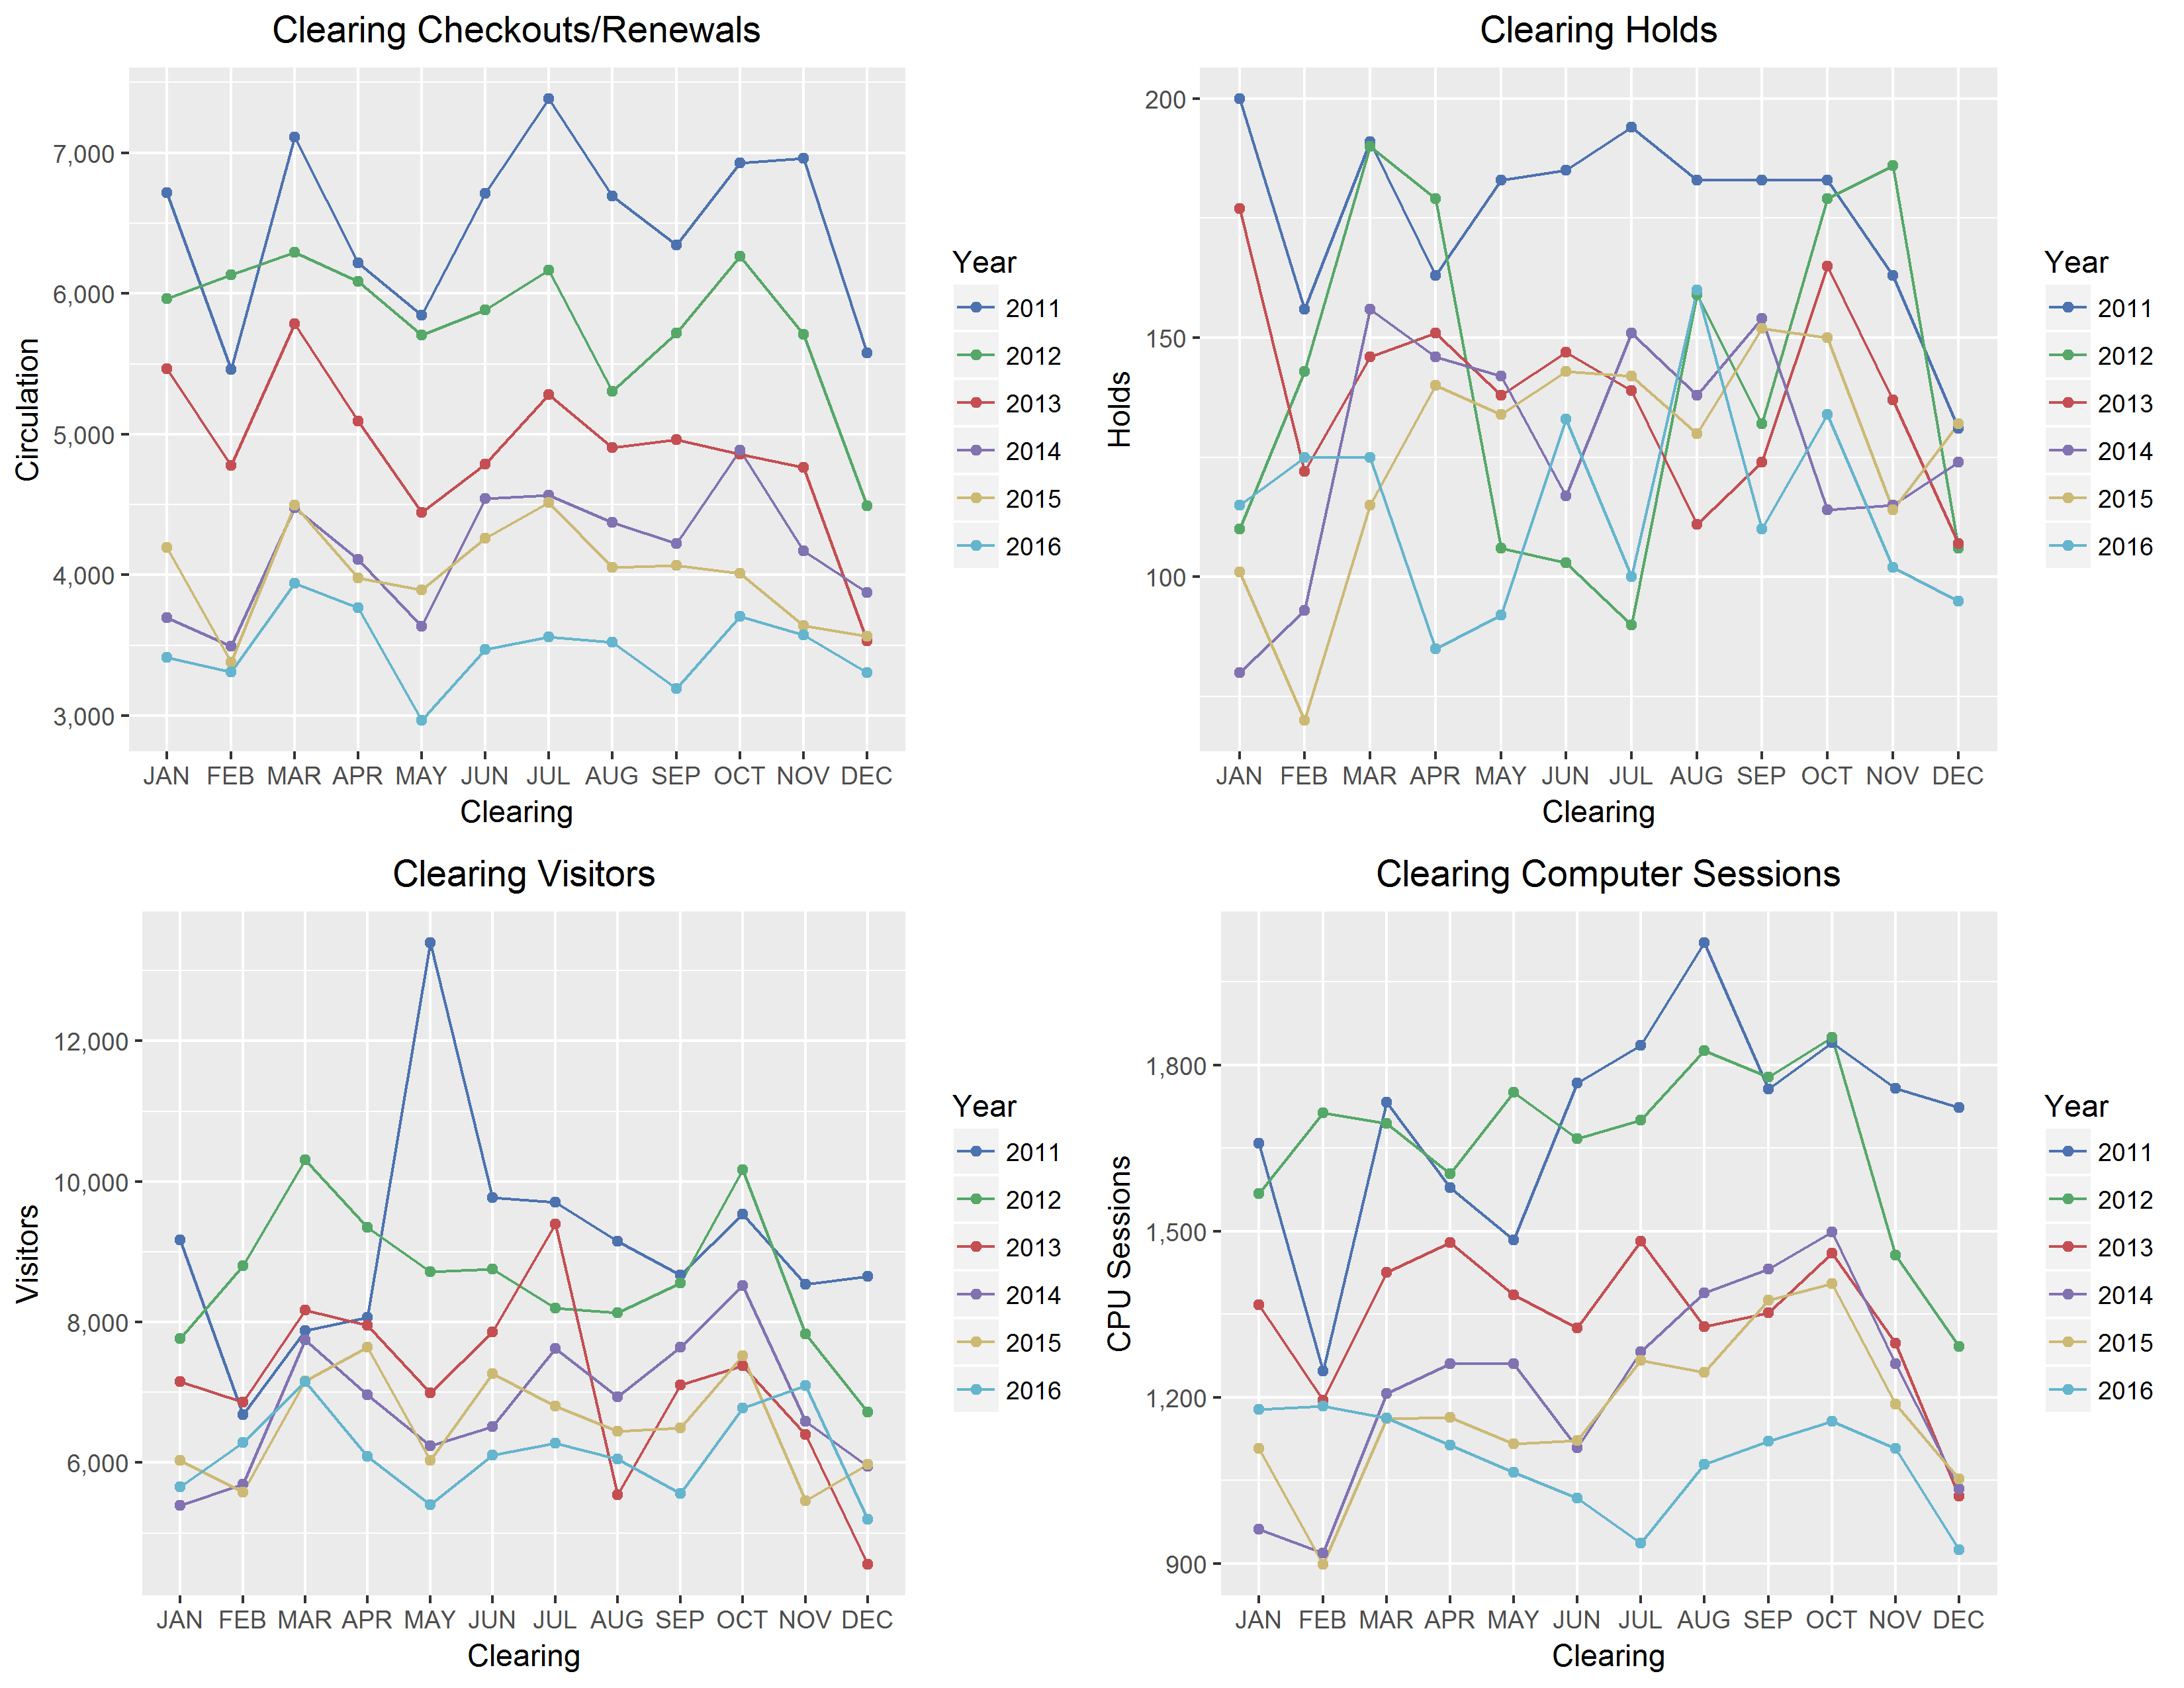 Clearing Checkouts/Renewals
Circulation
7,000
6,000
5,000
4,000
3,000
JAN FEB MAR APR MAY JUN JUL AUG SEP OCT NOV DEC
Clearing
Year
2011
2012
2013
2014
2015
2016
Clearing Holds
Holds
200
150
100
JAN FEB MAR APR MAY JUN JUL AUG SEP OCT NOV DEC
Clearing
Year
2011
2012
2013
2014
2015
2016
Clearing Visitors
Visitors
12,000
10,000
8,000
6,000
JAN FEB MAR APR MAY JUN JUL AUG SEP OCT NOV DEC
Clearing
Year
2011
2012
2013
2014
2015
2016
Clearing Computer Sessions
CPU Sessions
1,800
1,500
1,200
900
JAN FEB MAR APR MAY JUN JUL AUG SEP OCT NOV DEC
Clearing
Year
2011
2012
2013
2014
2015
2016